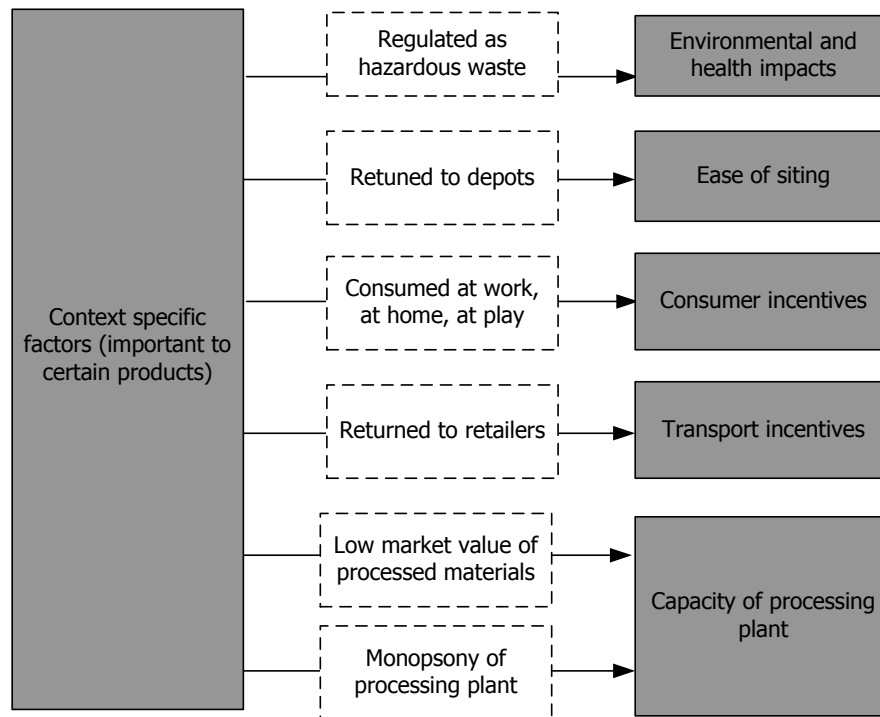 Context specific
factors (important to
certain products)
Regulated as
hazardous waste
Environmental and
health impacts
Retuned to depots
Ease of siting
Consumed at work,
at home, at play
Consumer incentives
Returned to retailers
Transport incentives
Low market value of
processed materials
Capacity of processing
plant
Monopsony of
processing plant